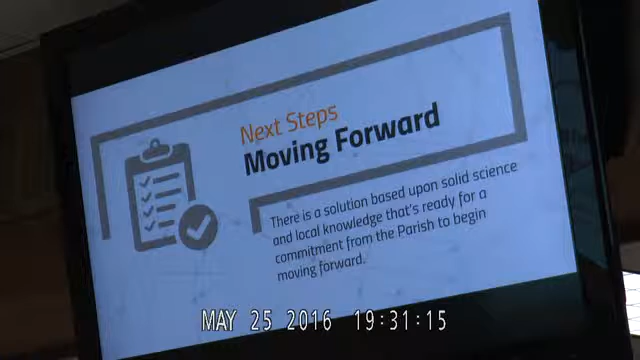 Next Steps
Moving Forward
There is a solution based upon solid science
and local knowledge that's ready for a
commitment from the Parish to begin
moving forward.
MAY 25 2016 19:31:15